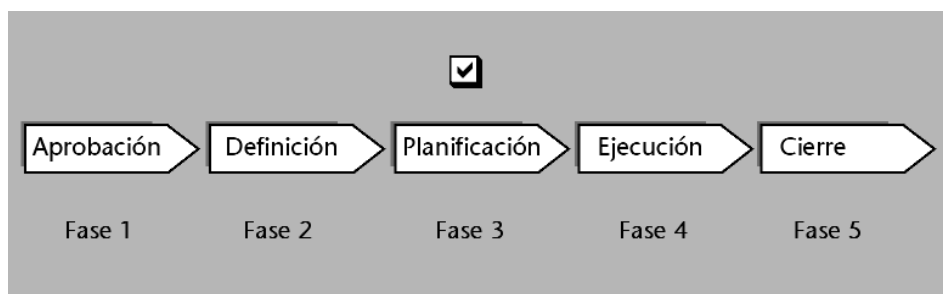 Aprobación Definición Planificación Ejecución Cierre
Fase 1 Fase 2 Fase 3 Fase 4 Fase 5